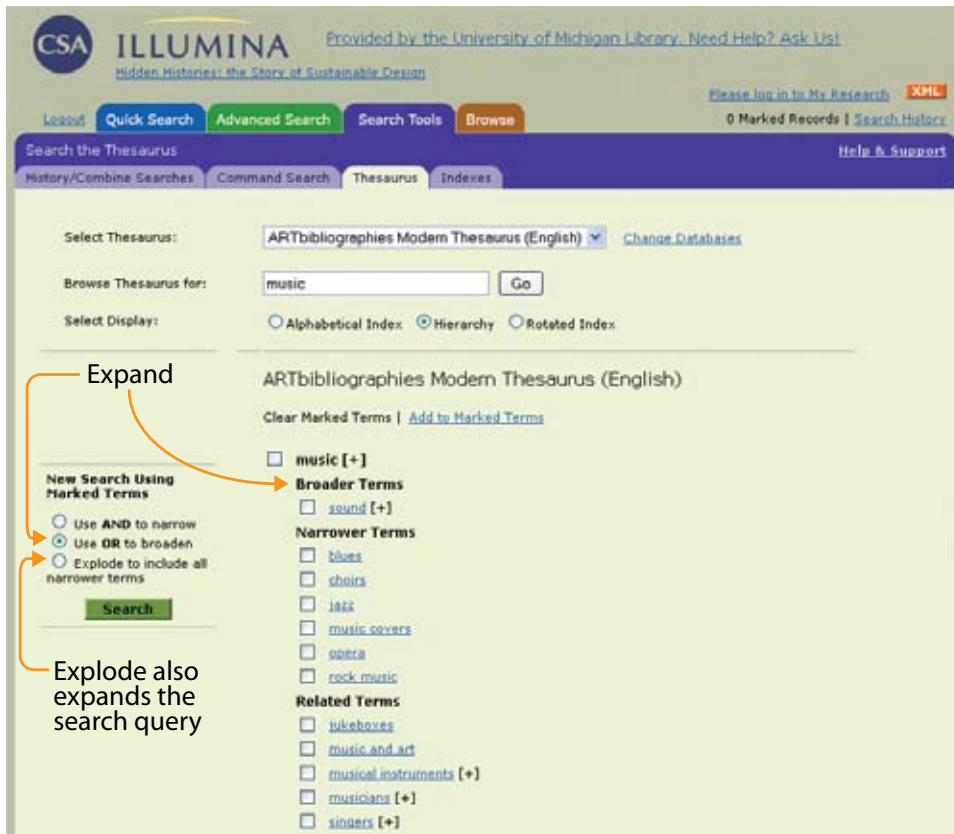 CSA ILLUMINA Provided by the University of Michigan Library. Need Help? Ask Us!
Hidden Histories: the Story of Sustainable Design
Please log in to My Research XML
Logout Quick Search Advanced Search Search Tools Browse 0 Marked Records | Search History
Search the Thesaurus Help & Support
History/Combine Searches Command Search Thesaurus Indexes
Select Thesaurus: ARTbibliographies Modern Thesaurus (English) Change Databases
Browse Thesaurus for: music Go
Select Display: Alphabetical Index Hierarchy Rotated Index
Expand
ARTbibliographies Modern Thesaurus (English)
Clear Marked Terms | Add to Marked Terms
music [+]
Broader Terms
sound [+]
Narrower Terms
blues
choirs
jazz
music covers
opera
rock music
Related Terms
jukeboxes
music and art
musical instruments [+]
musicians [+]
singers [+]
New Search Using
Marked Terms
Use AND to narrow
Use OR to broaden
Explode to include all
narrower terms
Search
Explode also
expands the
search query